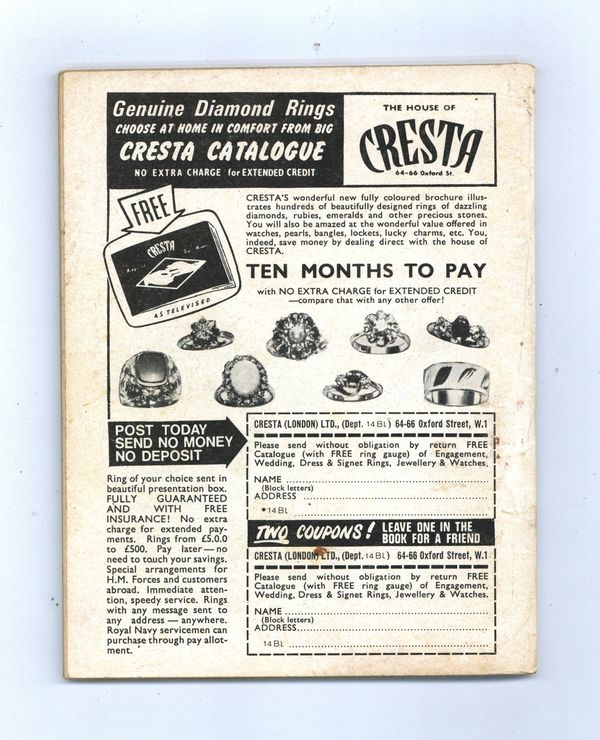 Genuine Diamond Rings
CHOOSE AT HOME IN COMFORT FROM BIG
CRESTA CATALOGUE
NO EXTRA CHARGE for EXTENDED CREDIT
THE HOUSE OF
CRESTA
64-66 Oxford St.
FREE
CRESTA
AS TELEVISED
CRESTA'S wonderful new fully coloured brochure illus-
trates hundreds of beautifully designed rings of dazzling
diamonds, rubies, emeralds and other precious stones.
You will also be amazed at the wonderful value offered in
watches, pearls, bangles, lockets, lucky charms, etc. You,
indeed, save money by dealing direct with the house of
CRESTA.
TEN MONTHS TO PAY
with NO EXTRA CHARGE for EXTENDED CREDIT
—compare that with any other offer!
POST TODAY
SEND NO MONEY
NO DEPOSIT
Ring of your choice sent in
beautiful presentation box.
FULLY GUARANTEED
AND WITH FREE
INSURANCE! No extra
charge for extended pay-
ments. Rings from £5.0.0
to £500. Pay later—no
need to touch your savings.
Special arrangements for
H.M. Forces and customers
abroad. Immediate atten-
tion, speedy service. Rings
with any message sent to
any address — anywhere.
Royal Navy servicemen can
purchase through pay allot-
ment.
CRESTA (LONDON) LTD., (Dept. 14 BL) 64-66 Oxford Street, W.1
Please send without obligation by return FREE
Catalogue (with FREE ring gauge) of Engagement,
Wedding, Dress & Signet Rings, Jewellery & Watches.
NAME
(Block letters)
ADDRESS
14 BL
TWO COUPONS! LEAVE ONE IN THE
BOOK FOR A FRIEND
CRESTA (LONDON) LTD., (Dept. 14 BL) 64-66 Oxford Street, W.1
Please send without obligation by return FREE
Catalogue (with FREE ring gauge) of Engagement,
Wedding, Dress & Signet Rings, Jewellery & Watches.
NAME
(Block letters)
ADDRESS
14 BL